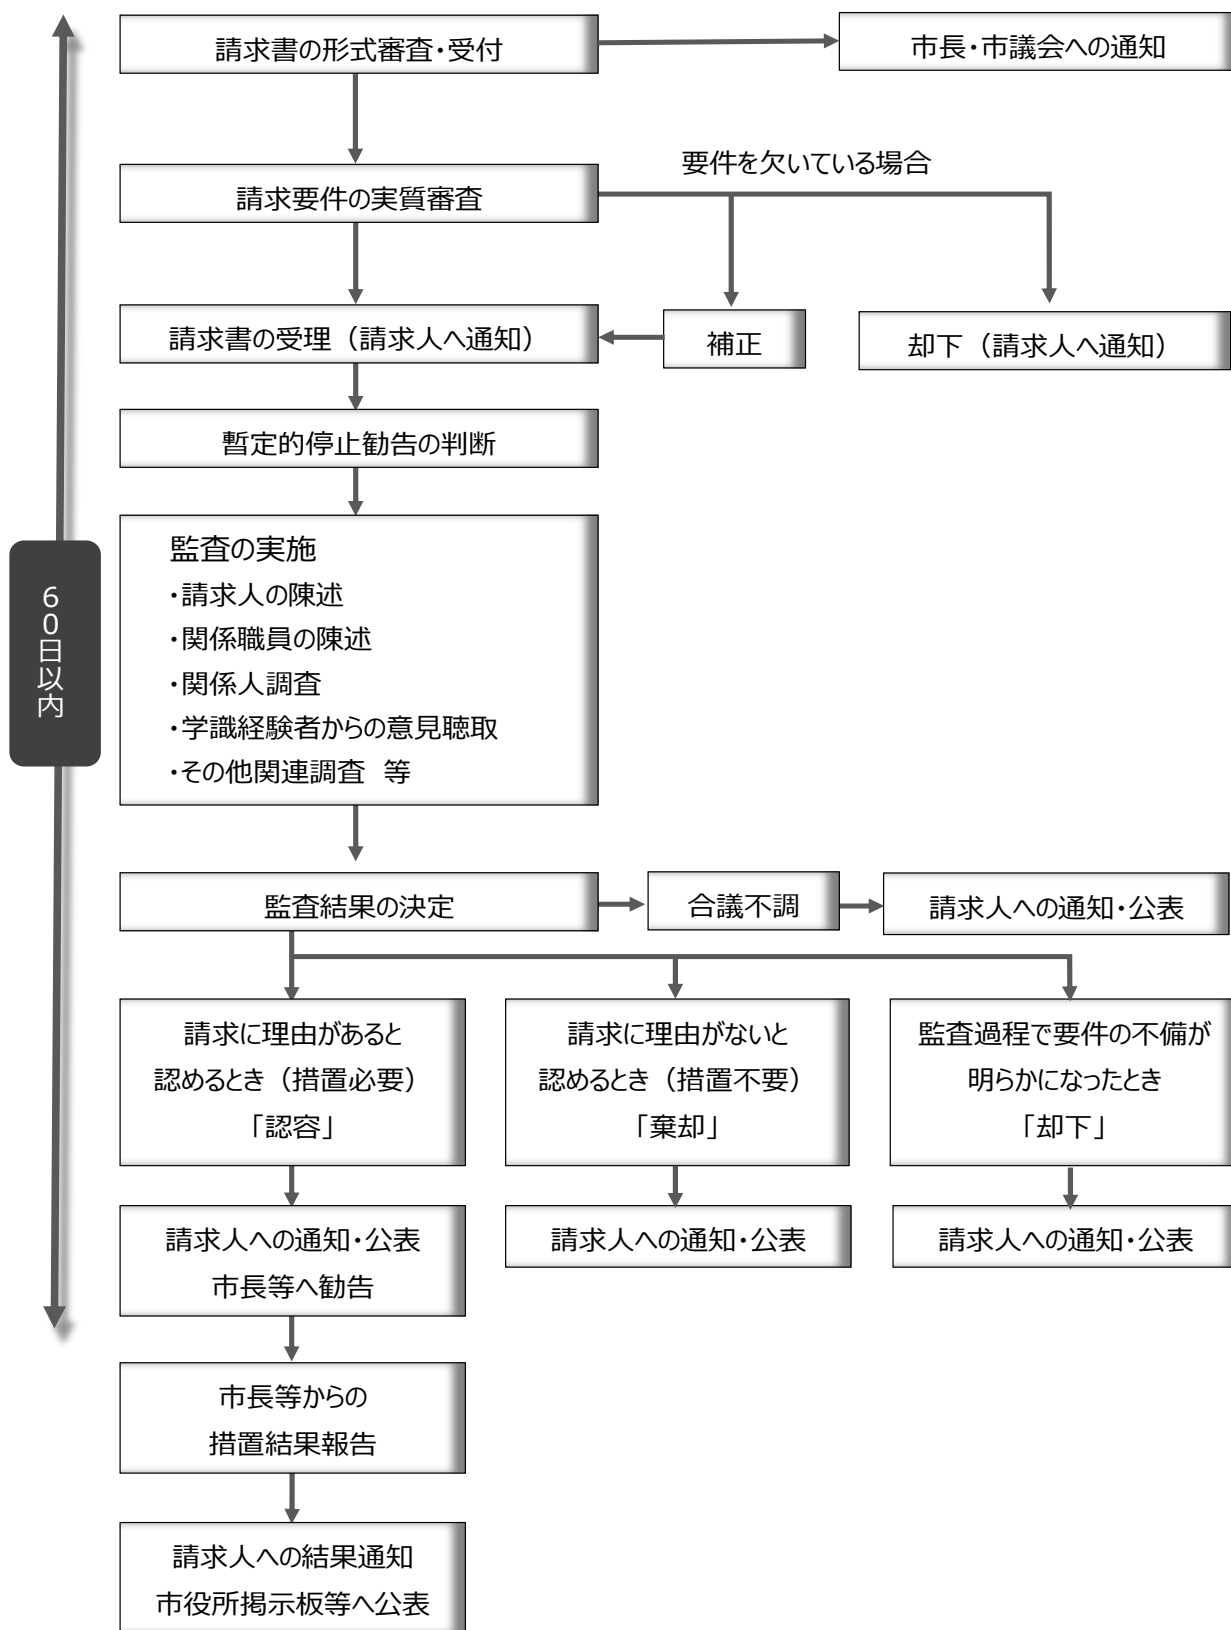 請求書の形式審査・受付
市長・市議会への通知
要件を欠いている場合
請求要件の実質審査
請求書の受理（請求人へ通知）
補正
却下（請求人へ通知）
暫定的停止勧告の判断
監査の実施
・請求人の陳述
・関係職員の陳述
・関係人調査
・学識経験者からの意見聴取
・その他関連調査　等
60日以内
監査結果の決定
合議不調
請求人への通知・公表
請求に理由があると
認めるとき（措置必要）
「認容」
請求に理由がないと
認めるとき（措置不要）
「棄却」
監査過程で要件の不備が
明らかになったとき
「却下」
請求人への通知・公表
市長等へ勧告
請求人への通知・公表
請求人への通知・公表
市長等からの
措置結果報告
請求人への結果通知
市役所掲示板等へ公表